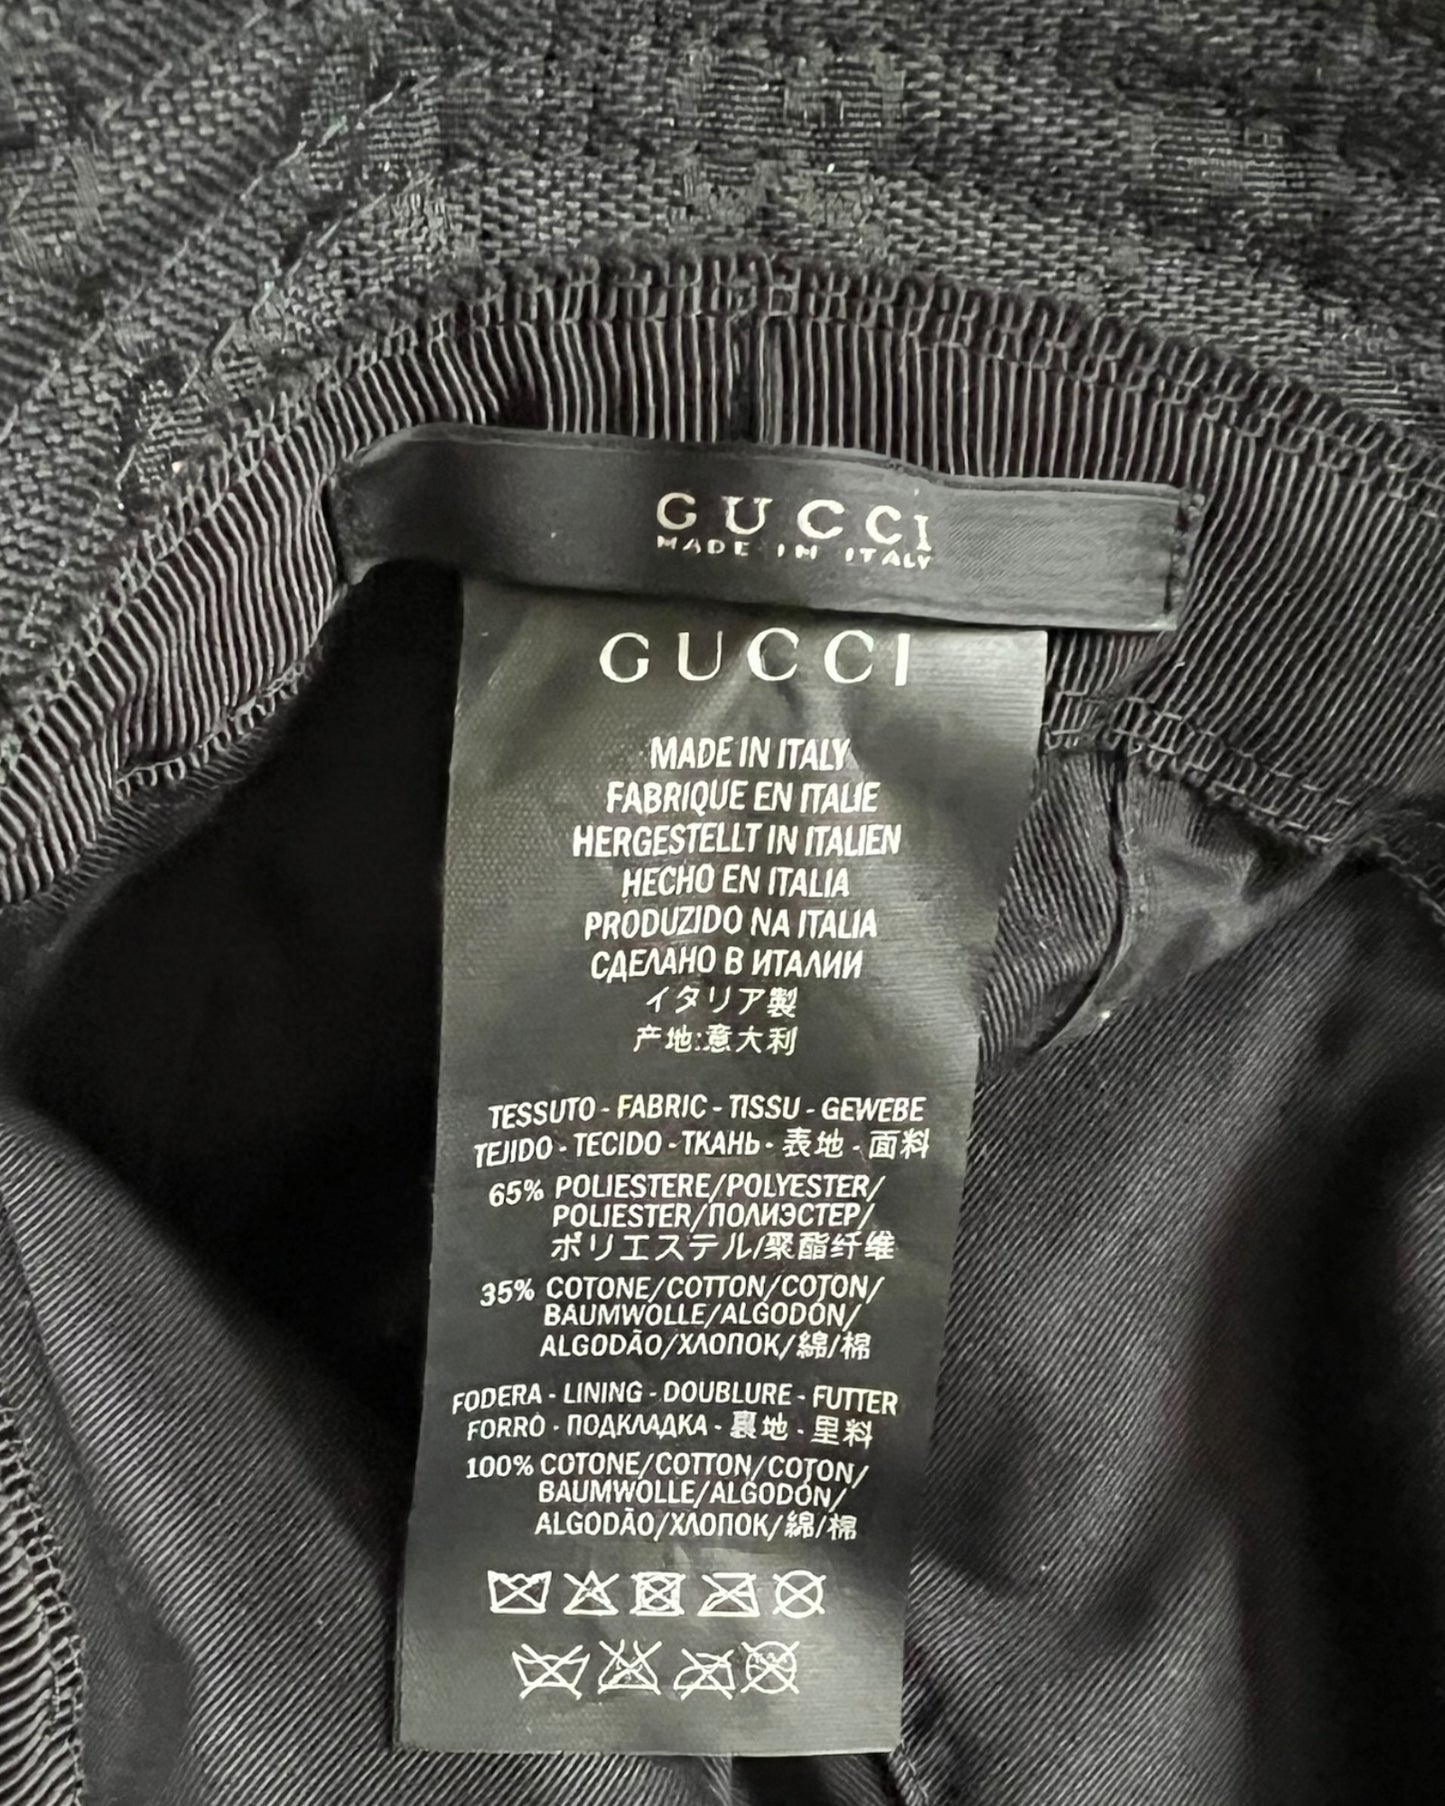 GUCCI
MADE IN ITALY
GUCCI
MADE IN ITALY
FABRIQUE EN ITALIE
HERGESTELLT IN ITALIEN
HECHO EN ITALIA
PRODUZIDO NA ITALIA
СДЕЛАНО В ИТАЛИИ
イタリア製
产地:意大利
TESSUTO - FABRIC - TISSU - GEWEBE
TEJIDO - TECIDO - ТКАНЬ - 表地 - 面料
65% POLIESTERE/POLYESTER/
POLIESTER/ПОЛИЭСТЕР/
ポリエステル/聚酯纤维
35% COTONE/COTTON/COTON/
BAUMWOLLE/ALGODÓN/
ALGODÃO/ХЛОПОК/綿/棉
FODERA - LINING - DOUBLURE - FUTTER
FORRO - ПОДКЛАДКА - 裏地 - 里料
100% COTONE/COTTON/COTON/
BAUMWOLLE/ALGODÓN/
ALGODÃO/ХЛОПОК/綿/棉